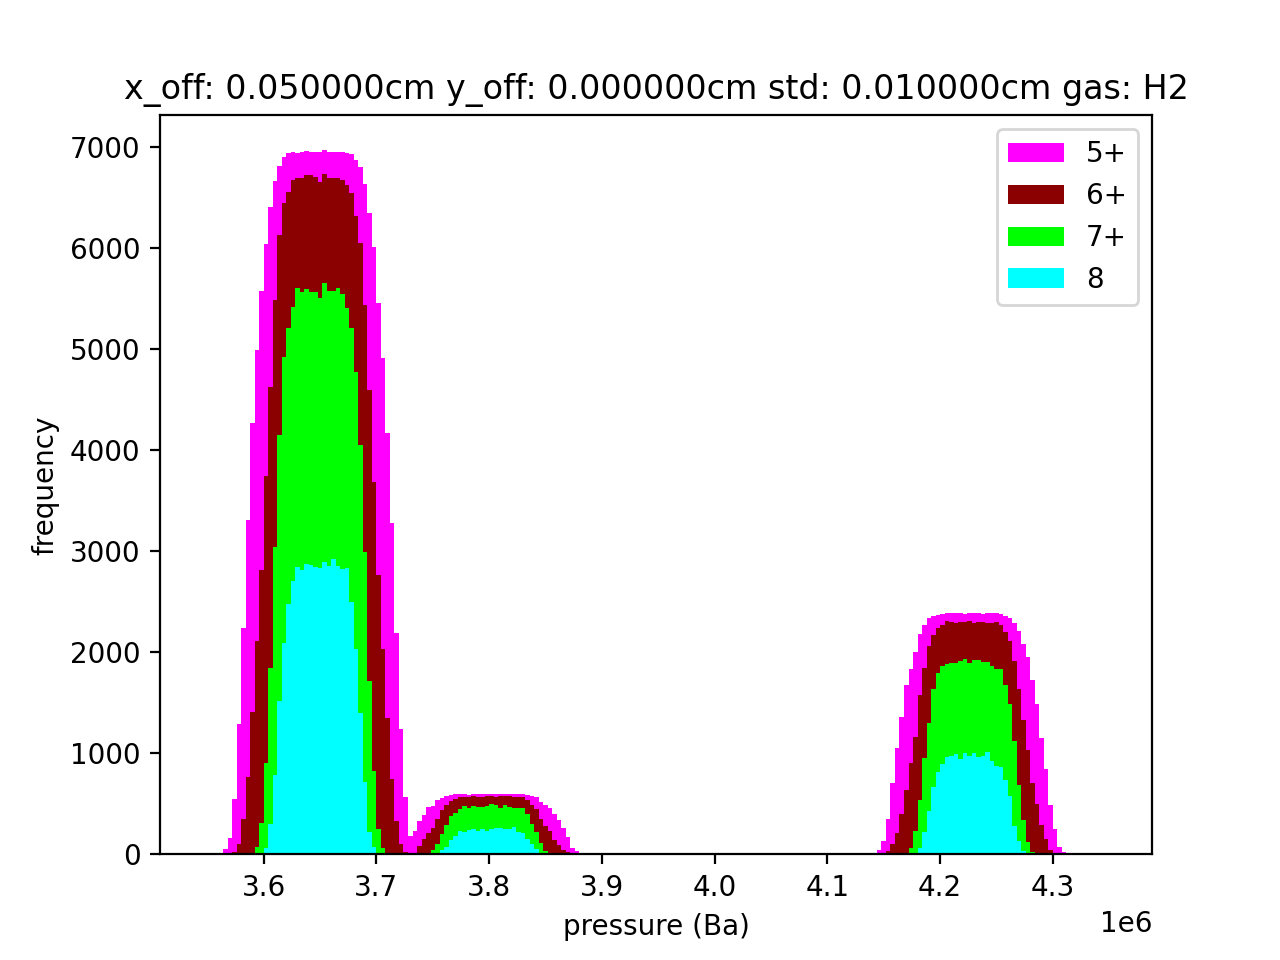 x_off: 0.050000cm y_off: 0.000000cm std: 0.010000cm gas: H2
5+
6+
7+
8
7000
6000
5000
4000
3000
2000
1000
0
frequency
3.6 3.7 3.8 3.9 4.0 4.1 4.2 4.3
1e6
pressure (Ba)